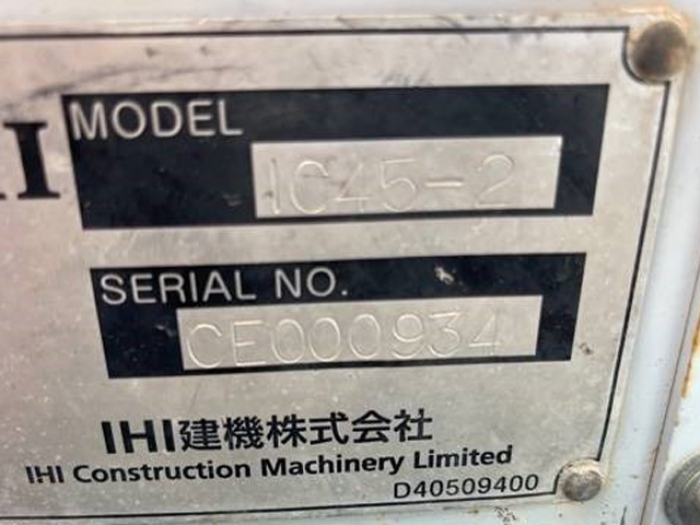 MODEL
IC45-2
SERIAL NO.
CE000934
IHI建機株式会社
IHI Construction Machinery Limited
D40509400